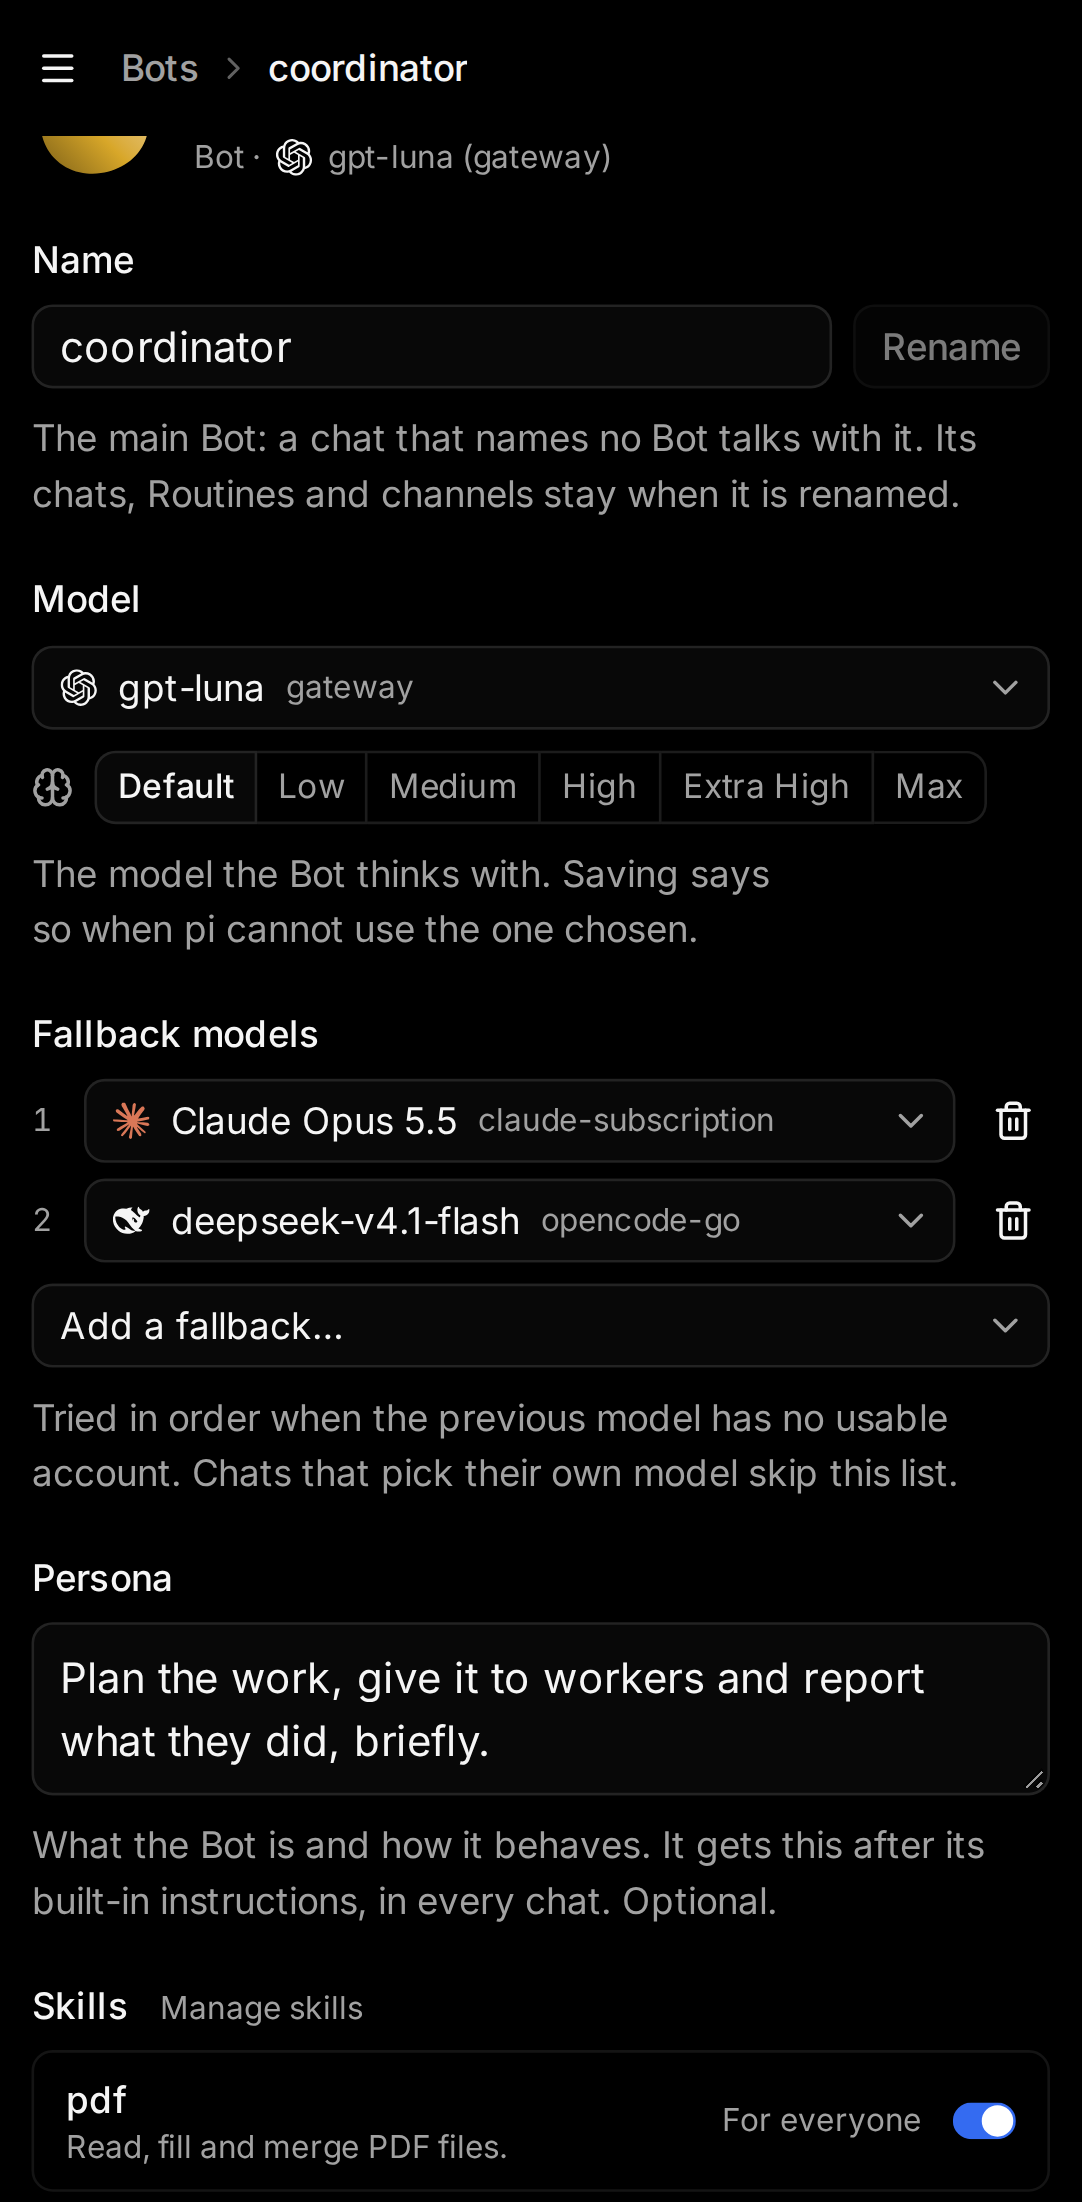 Bots > coordinator
Bot · gpt-luna (gateway)
Name
coordinator
Rename
The main Bot: a chat that names no Bot talks with it. Its
chats, Routines and channels stay when it is renamed.
Model
gpt-luna gateway
Default Low Medium High Extra High Max
The model the Bot thinks with. Saving says
so when pi cannot use the one chosen.
Fallback models
1 Claude Opus 5.5 claude-subscription
2 deepseek-v4.1-flash opencode-go
Add a fallback...
Tried in order when the previous model has no usable
account. Chats that pick their own model skip this list.
Persona
Plan the work, give it to workers and report
what they did, briefly.
What the Bot is and how it behaves. It gets this after its
built-in instructions, in every chat. Optional.
Skills Manage skills
pdf
Read, fill and merge PDF files.
For everyone